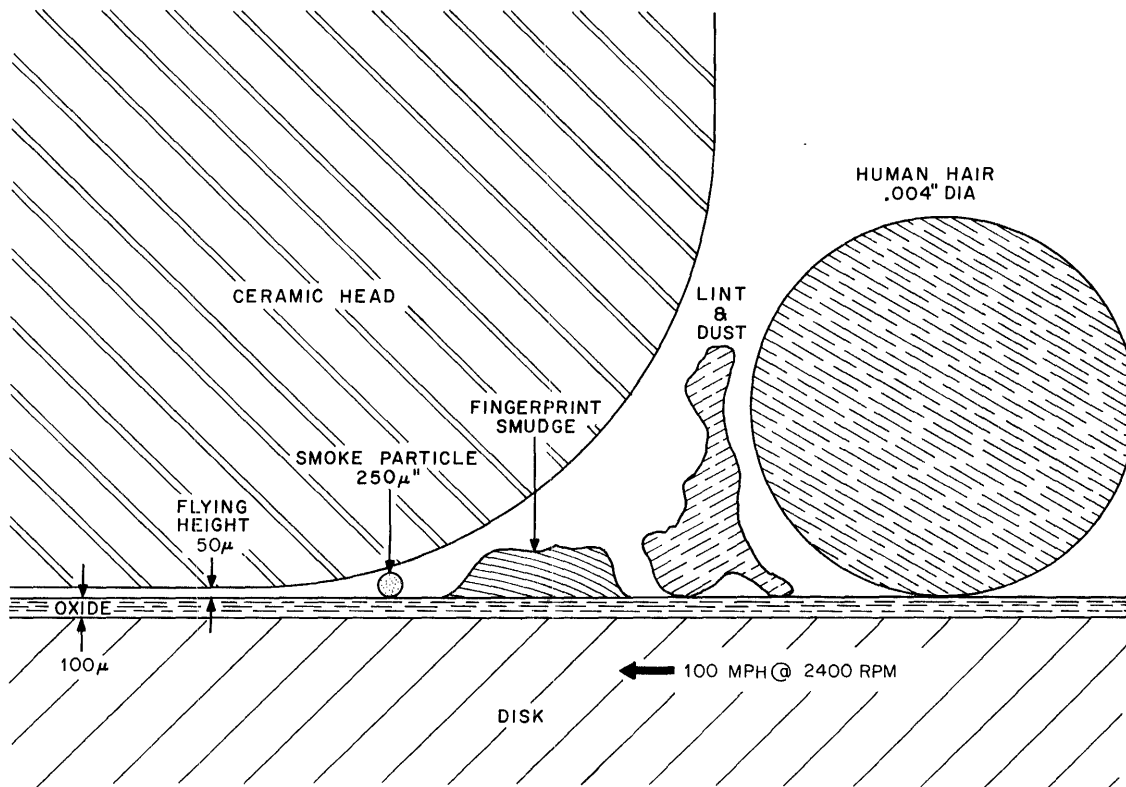 HUMAN HAIR
.004" DIA
LINT
&
DUST
CERAMIC HEAD
FINGERPRINT
SMUDGE
SMOKE PARTICLE
250μ"
FLYING
HEIGHT
50μ
OXIDE
100μ
100 MPH @ 2400 RPM
DISK